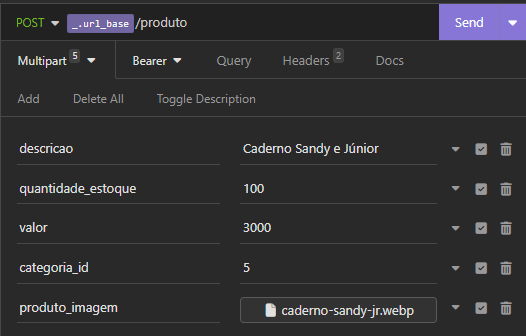 POST _.url_base /produto Send
Multipart 5 Bearer Query Headers 2 Docs
Add Delete All Toggle Description
descricao Caderno Sandy e Júnior
quantidade_estoque 100
valor 3000
categoria_id 5
produto_imagem caderno-sandy-jr.webp